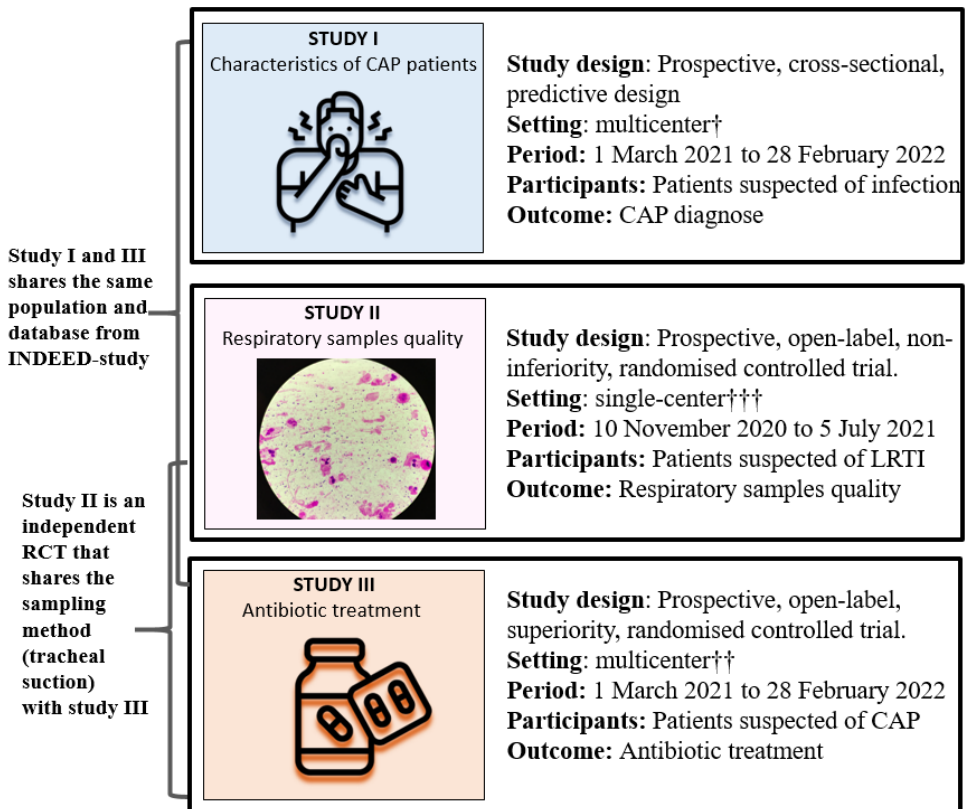 STUDY I
Characteristics of CAP patients
Study design: Prospective, cross-sectional,
predictive design
Setting: multicenter†
Period: 1 March 2021 to 28 February 2022
Participants: Patients suspected of infection
Outcome: CAP diagnose
Study I and III
shares the same
population and
database from
INDEED-study
STUDY II
Respiratory samples quality
Study design: Prospective, open-label, non-
inferiority, randomised controlled trial.
Setting: single-center†††
Period: 10 November 2020 to 5 July 2021
Participants: Patients suspected of LRTI
Outcome: Respiratory samples quality
Study II is an
independent
RCT that
shares the
sampling
method
(tracheal
suction)
with study III
STUDY III
Antibiotic treatment
Study design: Prospective, open-label,
superiority, randomised controlled trial.
Setting: multicenter††
Period: 1 March 2021 to 28 February 2022
Participants: Patients suspected of CAP
Outcome: Antibiotic treatment